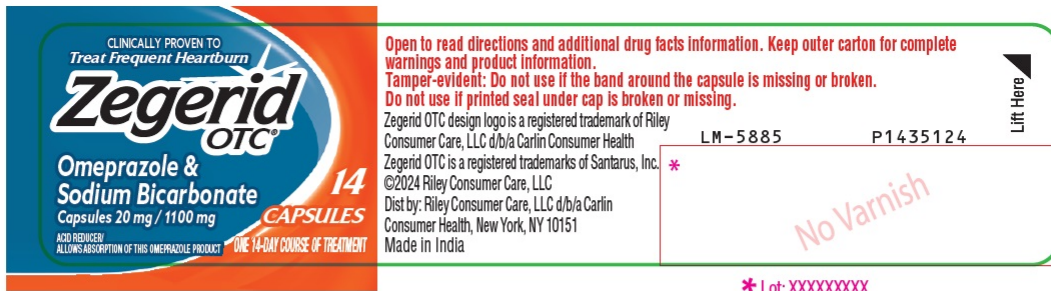 CLINICALLY PROVEN TO
Treat Frequent Heartburn
Zegerid
OTC®
Omeprazole &
Sodium Bicarbonate
Capsules 20 mg / 1100 mg
ACID REDUCER/
ALLOWS ABSORPTION OF THIS OMEPRAZOLE PRODUCT
14
CAPSULES
ONE 14-DAY COURSE OF TREATMENT
Open to read directions and additional drug facts information. Keep outer carton for complete
warnings and product information.
Tamper-evident: Do not use if the band around the capsule is missing or broken.
Do not use if printed seal under cap is broken or missing.
Zegerid OTC design logo is a registered trademark of Riley
Consumer Care, LLC d/b/a Carlin Consumer Health
Zegerid OTC is a registered trademarks of Santarus, Inc.
©2024 Riley Consumer Care, LLC
Dist by: Riley Consumer Care, LLC d/b/a Carlin
Consumer Health, New York, NY 10151
Made in India
LM-5885 P1435124
Lift Here
*
No Varnish
* Lot: XXXXXXXXX